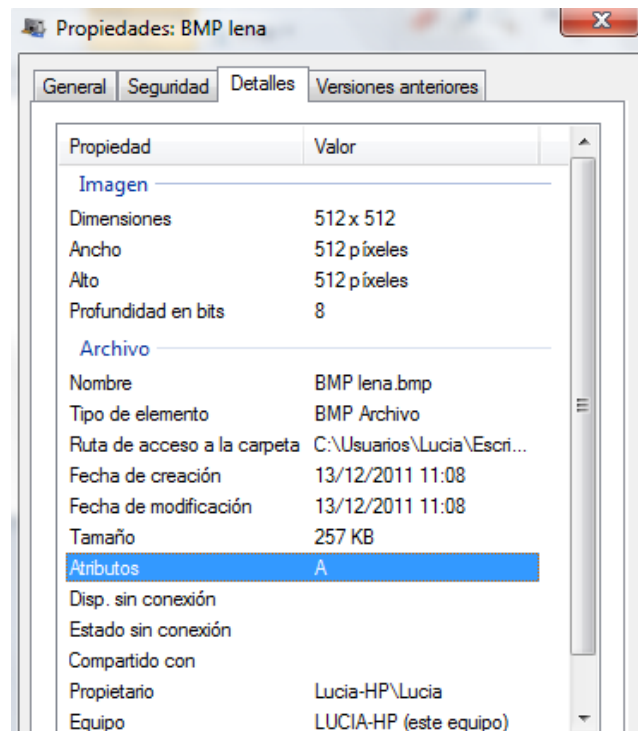 Propiedades: BMP lena
General Seguridad Detalles Versiones anteriores
Propiedad Valor
Imagen
Dimensiones 512 x 512
Ancho 512 píxeles
Alto 512 píxeles
Profundidad en bits 8
Archivo
Nombre BMP lena.bmp
Tipo de elemento BMP Archivo
Ruta de acceso a la carpeta C:\Usuarios\Lucia\Escri...
Fecha de creación 13/12/2011 11:08
Fecha de modificación 13/12/2011 11:08
Tamaño 257 KB
Atributos A
Disp. sin conexión
Estado sin conexión
Compartido con
Propietario Lucia-HP\Lucia
Equipo LUCIA-HP (este equipo)